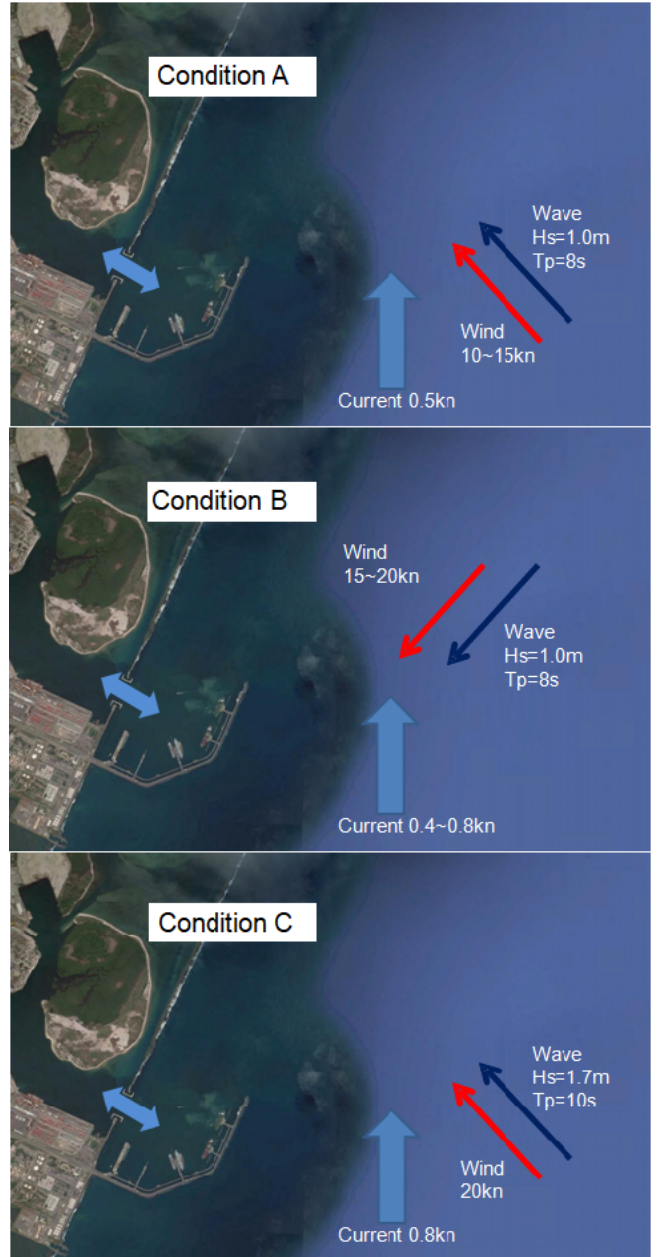 Condition A
Wave
Hs=1.0m
Tp=8s
Wind
10~15kn
Current 0.5kn
Condition B
Wind
15~20kn
Wave
Hs=1.0m
Tp=8s
Current 0.4~0.8kn
Condition C
Wave
Hs=1.7m
Tp=10s
Wind
20kn
Current 0.8kn